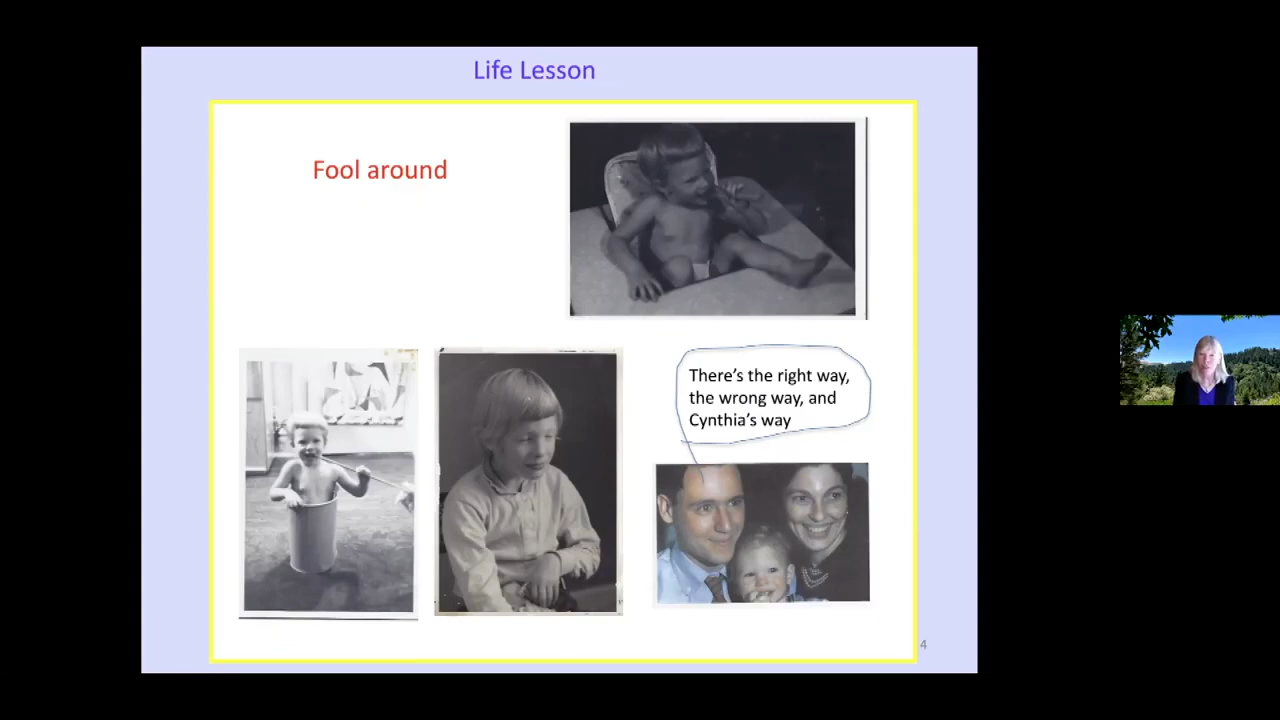 Life Lesson
Fool around
There’s the right way,
the wrong way, and
Cynthia’s way
4